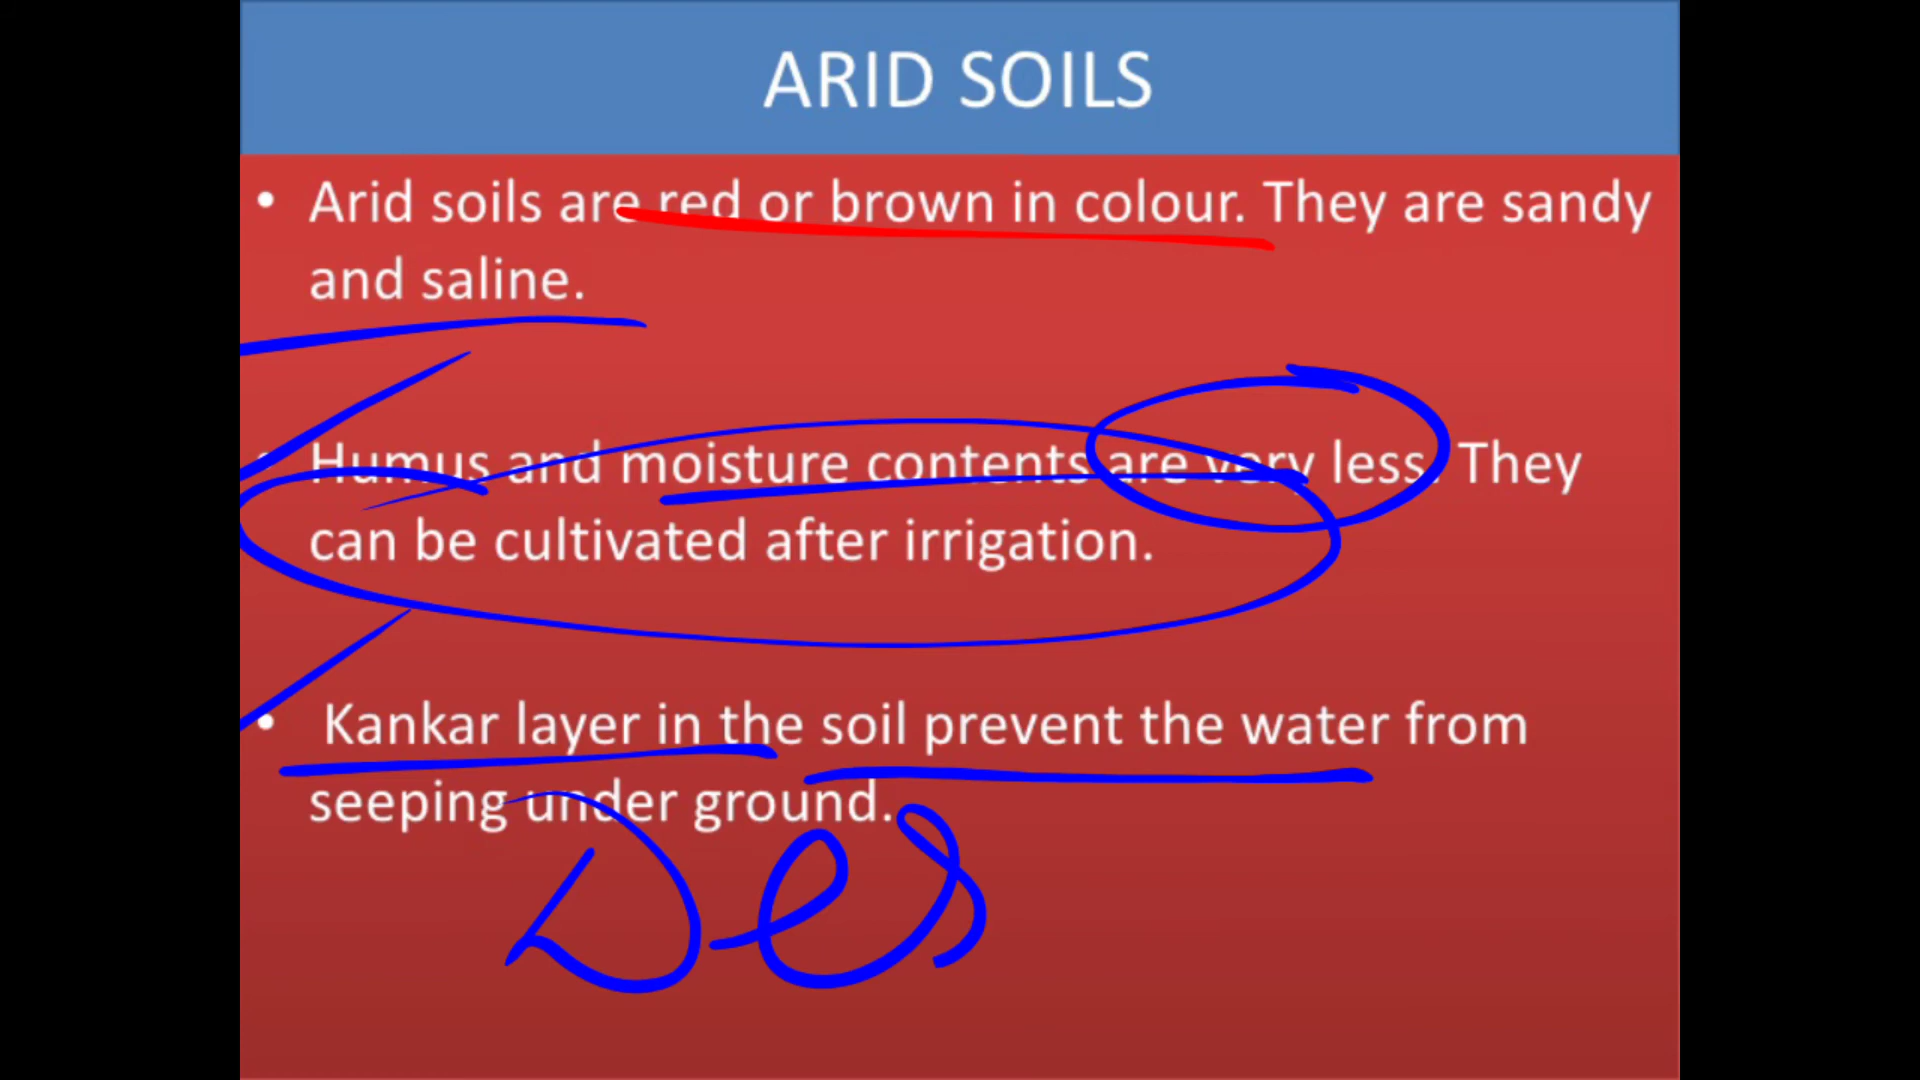 ARID SOILS
• Arid soils are red or brown in colour. They are sandy
and saline.
• Humus and moisture contents are very less. They
can be cultivated after irrigation.
• Kankar layer in the soil prevent the water from
seeping under ground.
Des